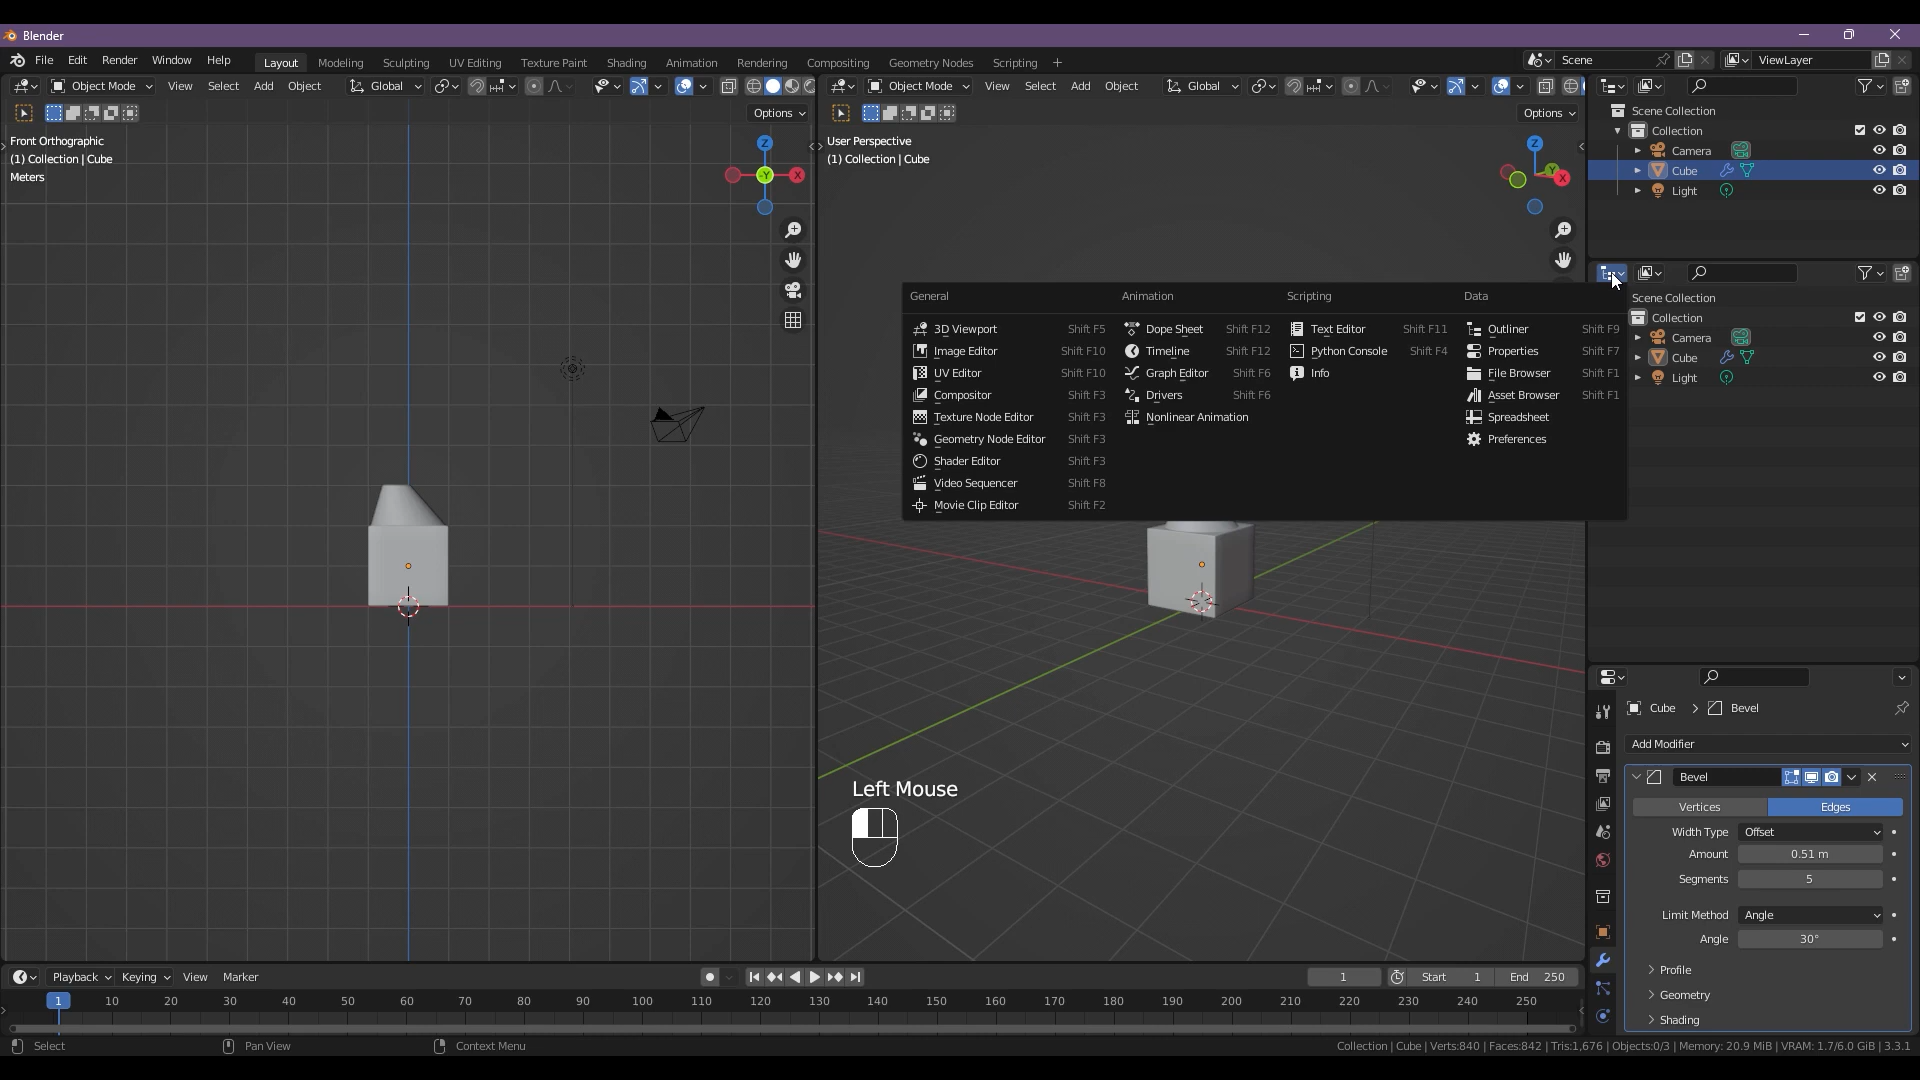 Blender
File Edit Render Window Help Layout Modeling Sculpting UV Editing Texture Paint Shading Animation Rendering Compositing Geometry Nodes Scripting + Scene ViewLayer
Object Mode View Select Add Object Global
Object Mode View Select Add Object Global
Options
Options
Front Orthographic
(1) Collection | Cube
Meters
Z
-Y
X
User Perspective
(1) Collection | Cube
Z
Y
X
Scene Collection
Collection
Camera
Cube
Light
Scene Collection
Collection
Camera
Cube
Light
General
3D Viewport Shift F5
Image Editor Shift F10
UV Editor Shift F10
Compositor Shift F3
Texture Node Editor Shift F3
Geometry Node Editor Shift F3
Shader Editor Shift F3
Video Sequencer Shift F8
Movie Clip Editor Shift F2
Animation
Dope Sheet Shift F12
Timeline Shift F12
Graph Editor Shift F6
Drivers Shift F6
Nonlinear Animation
Scripting
Text Editor Shift F11
Python Console Shift F4
Info
Data
Outliner Shift F9
Properties Shift F7
File Browser Shift F1
Asset Browser Shift F1
Spreadsheet
Preferences
Left Mouse
Cube > Bevel
Add Modifier
Bevel
Vertices Edges
Width Type Offset
Amount 0.51 m
Segments 5
Limit Method Angle
Angle 30°
Profile
Geometry
Shading
Playback Keying View Marker 1 Start 1 End 250
1 10 20 30 40 50 60 70 80 90 100 110 120 130 140 150 160 170 180 190 200 210 220 230 240 250
Select Pan View Context Menu Collection | Cube | Verts:840 | Faces:842 | Tris:1,676 | Objects:0/3 | Memory: 20.9 MiB | VRAM: 1.7/6.0 GiB | 3.3.1